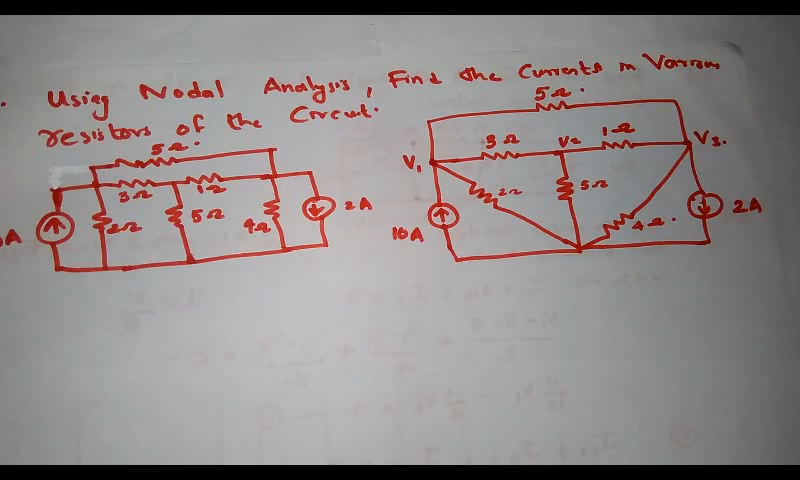 Using Nodal Analysis, Find the Currents in Various
resistors of the Circuit.
5Ω.
3Ω
1Ω
2Ω
5Ω
4Ω
2A
5Ω.
V1
3Ω
V2
1Ω
V3.
2Ω
5Ω
4Ω.
10A
2A